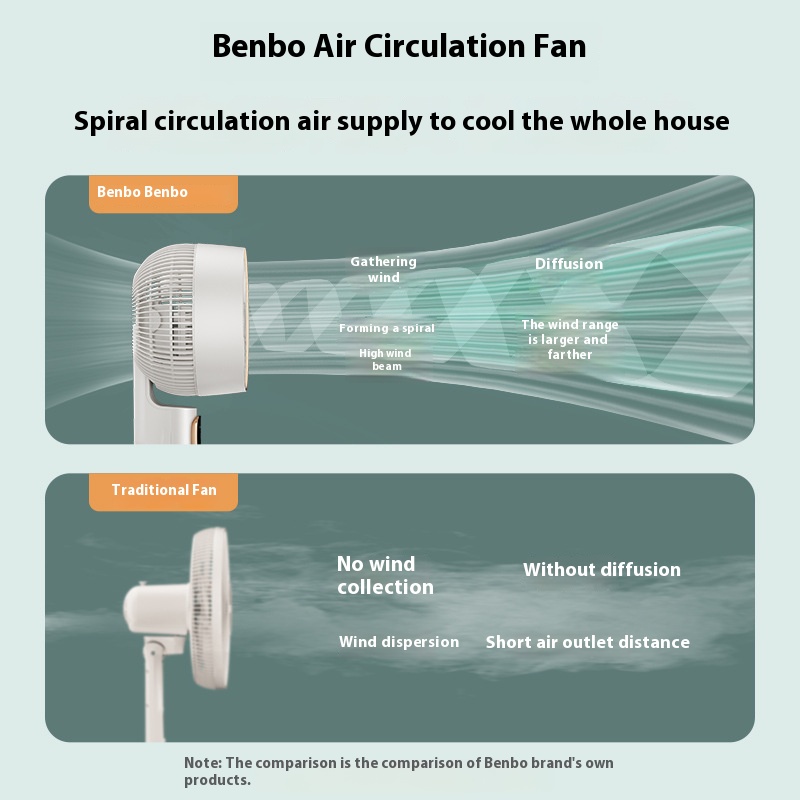 Benbo Air Circulation Fan
Spiral circulation air supply to cool the whole house
Benbo Benbo
Gathering
wind
Diffusion
Forming a spiral
The wind range
is larger and
farther
High wind
beam
Traditional Fan
No wind
collection
Without diffusion
Wind dispersion
Short air outlet distance
Note: The comparison is the comparison of Benbo brand's own
products.